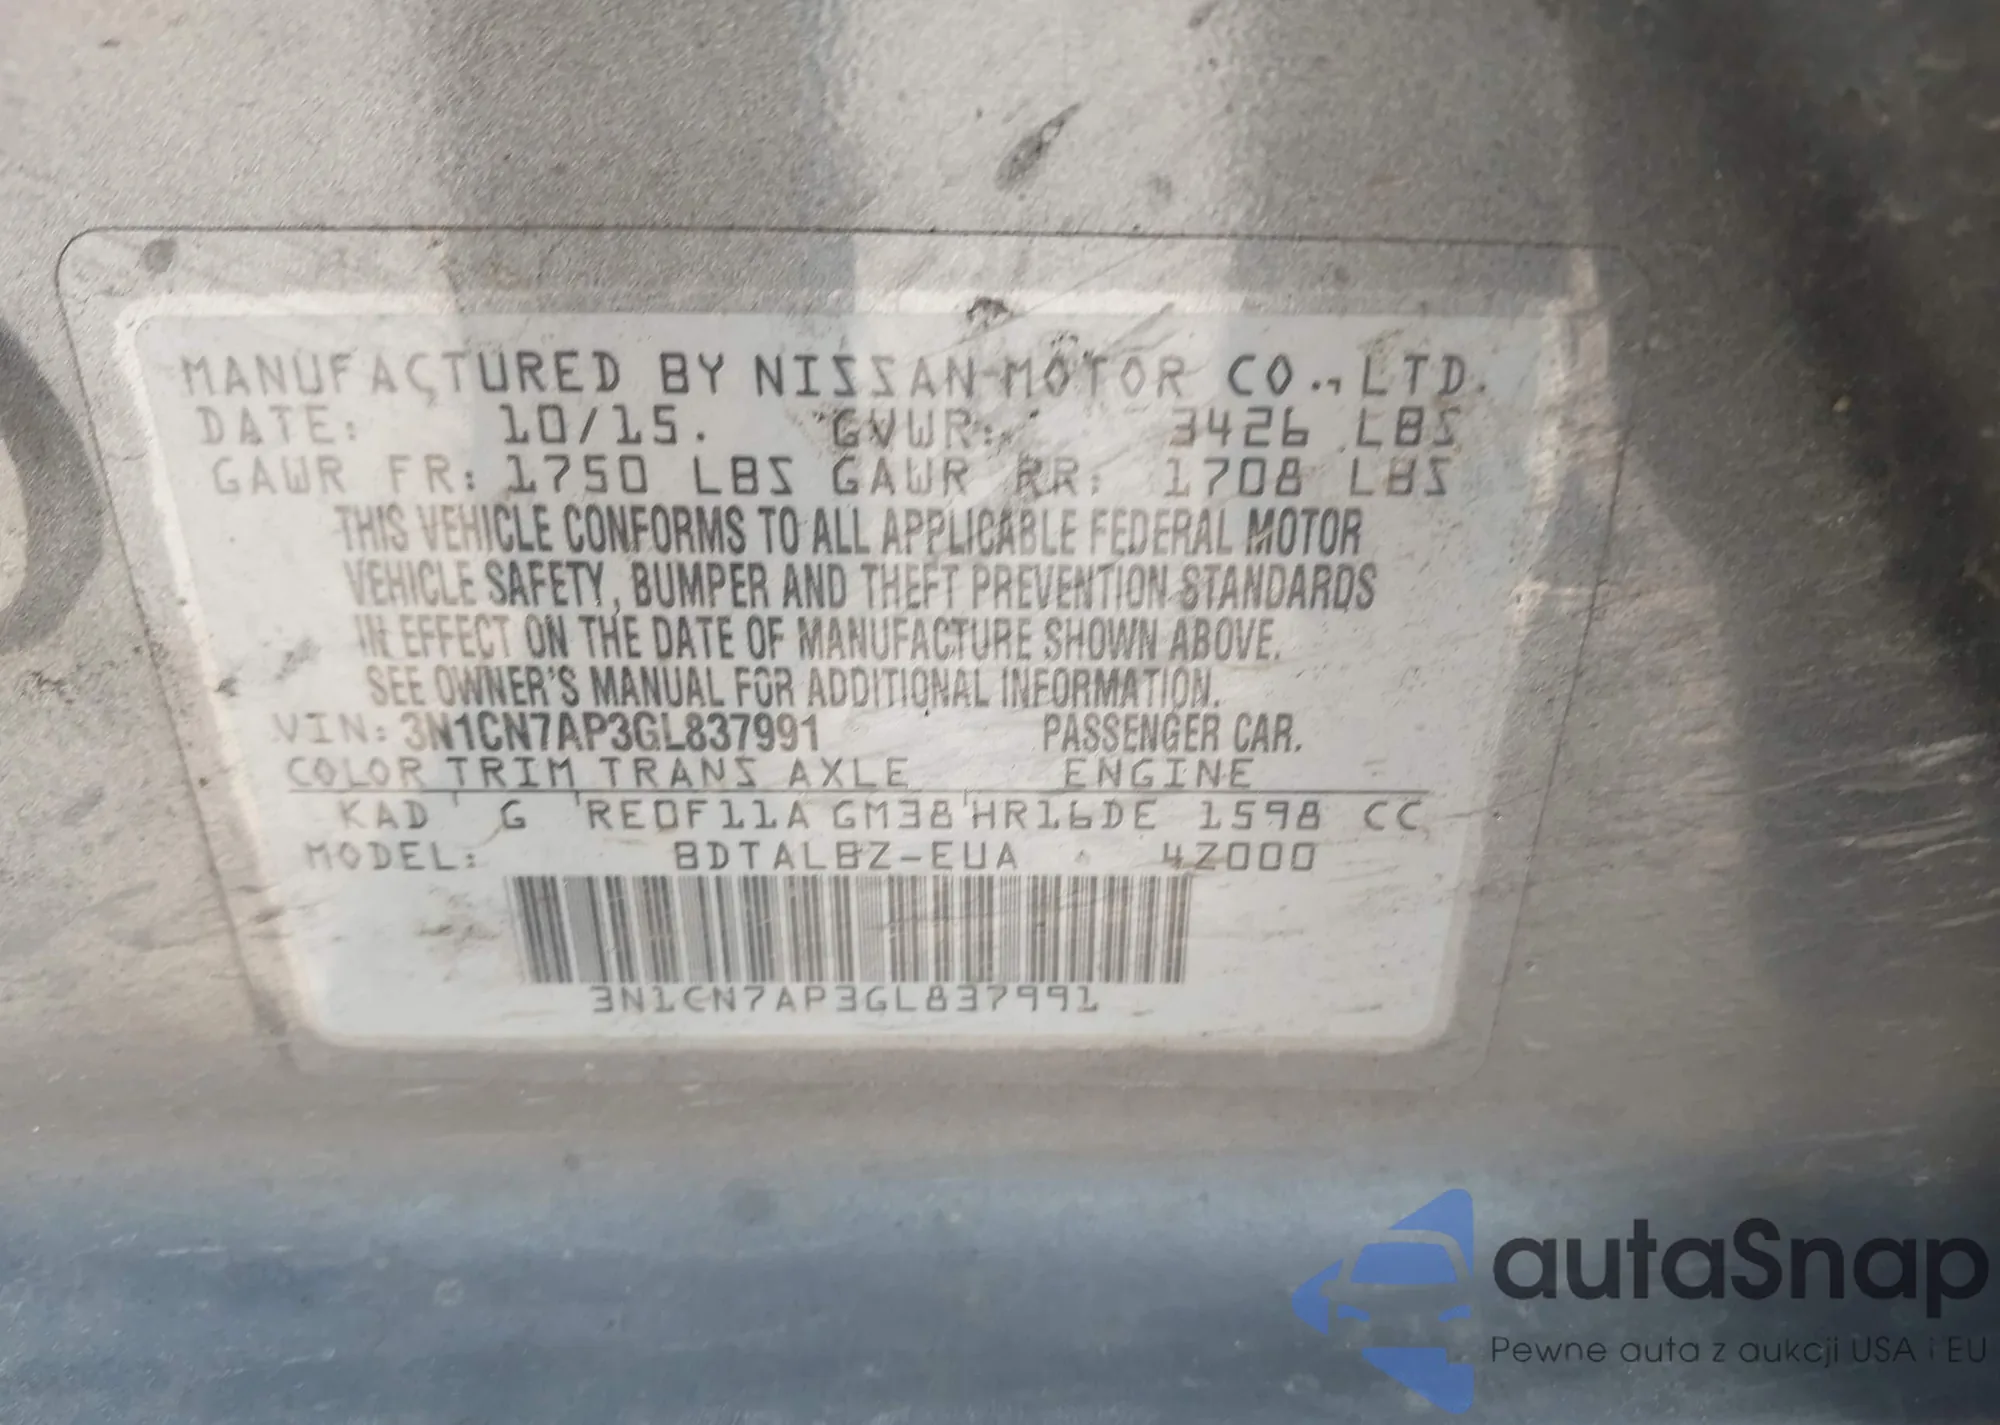 MANUFACTURED BY NISSAN MOTOR CO., LTD.
DATE: 10/15. GVWR: 3426 LBS
GAWR FR: 1750 LBS GAWR RR: 1708 LBS
THIS VEHICLE CONFORMS TO ALL APPLICABLE FEDERAL MOTOR
VEHICLE SAFETY, BUMPER AND THEFT PREVENTION STANDARDS
IN EFFECT ON THE DATE OF MANUFACTURE SHOWN ABOVE.
SEE OWNER'S MANUAL FOR ADDITIONAL INFORMATION.
VIN: 3N1CN7AP3GL837991 PASSENGER CAR.
COLOR TRIM TRANS AXLE ENGINE
KAD G RE0F11A GM38 HR16DE 1598 CC
MODEL: BDTALBZ-EUA 4Z000
3N1CN7AP3GL837991
autaSnap
Pewne auta z aukcji USA i EU